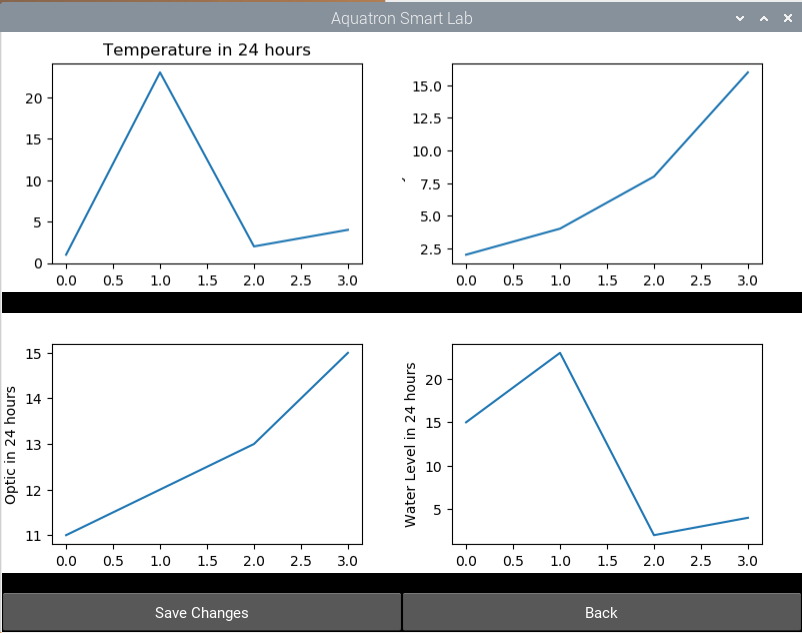 Aquatron Smart Lab
Temperature in 24 hours
20
15
10
5
0
0.0 0.5 1.0 1.5 2.0 2.5 3.0
15.0
12.5
10.0
7.5
5.0
2.5
0.0 0.5 1.0 1.5 2.0 2.5 3.0
Optic in 24 hours
15
14
13
12
11
0.0 0.5 1.0 1.5 2.0 2.5 3.0
Water Level in 24 hours
20
15
10
5
0.0 0.5 1.0 1.5 2.0 2.5 3.0
Save Changes
Back